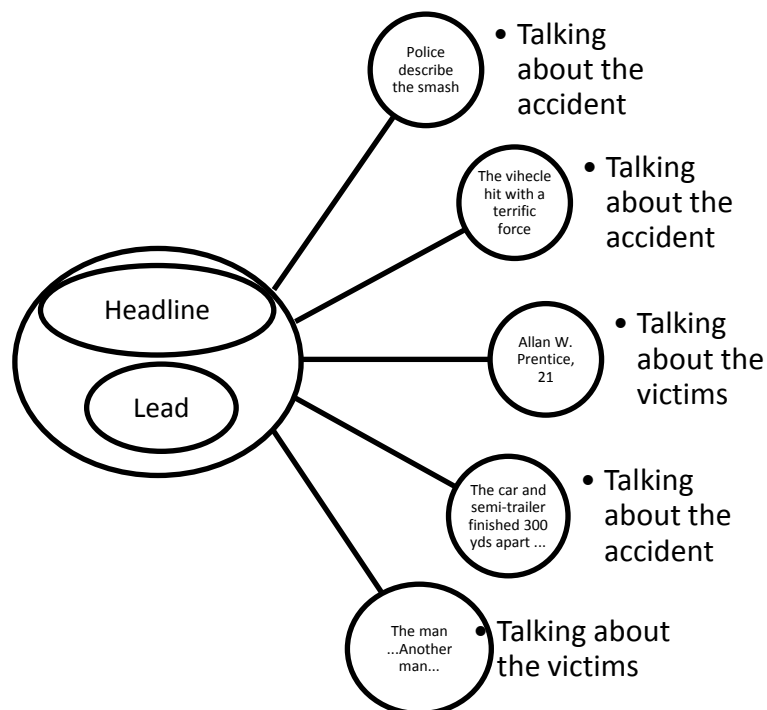 Police
describe
the smash
• Talking
about the
accident
The vihecle
hit with a
terrific
force
• Talking
about the
accident
Headline
Lead
Allan W.
Prentice,
21
• Talking
about the
victims
The car and
semi-trailer
finished 300
yds apart ...
• Talking
about the
accident
The man
...Another
man...
• Talking about
the victims